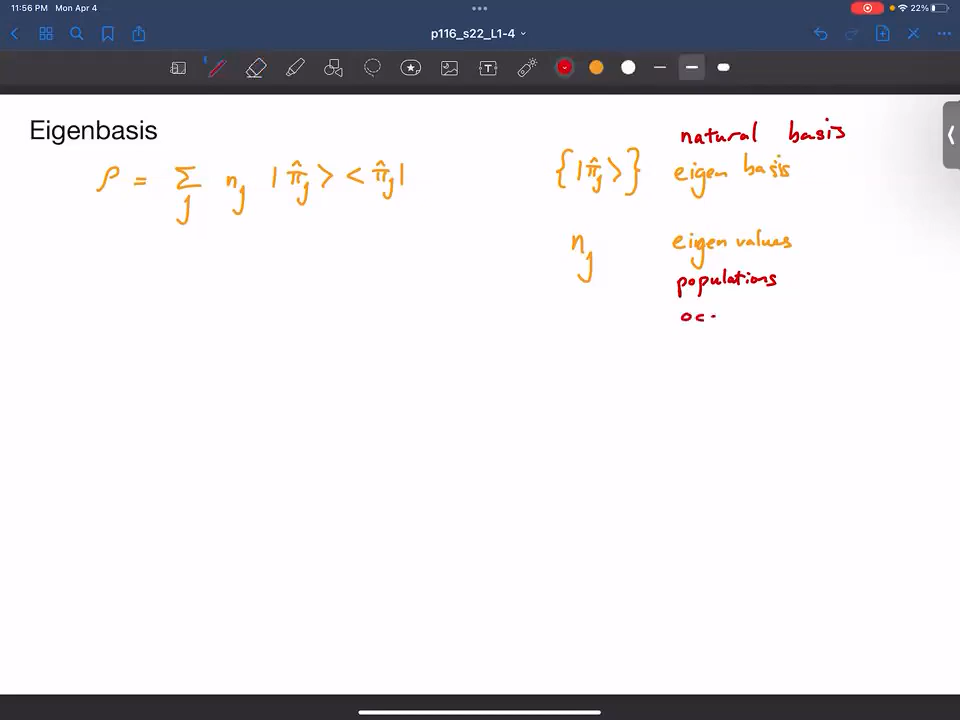 11:56 PM Mon Apr 4
22%
p116_s22_L1-4
Eigenbasis
natural basis
ρ = Σ_j n_j |π̂_j> <π̂_j|
{|π̂_j>} eigen basis
n_j eigen values
populations
oc